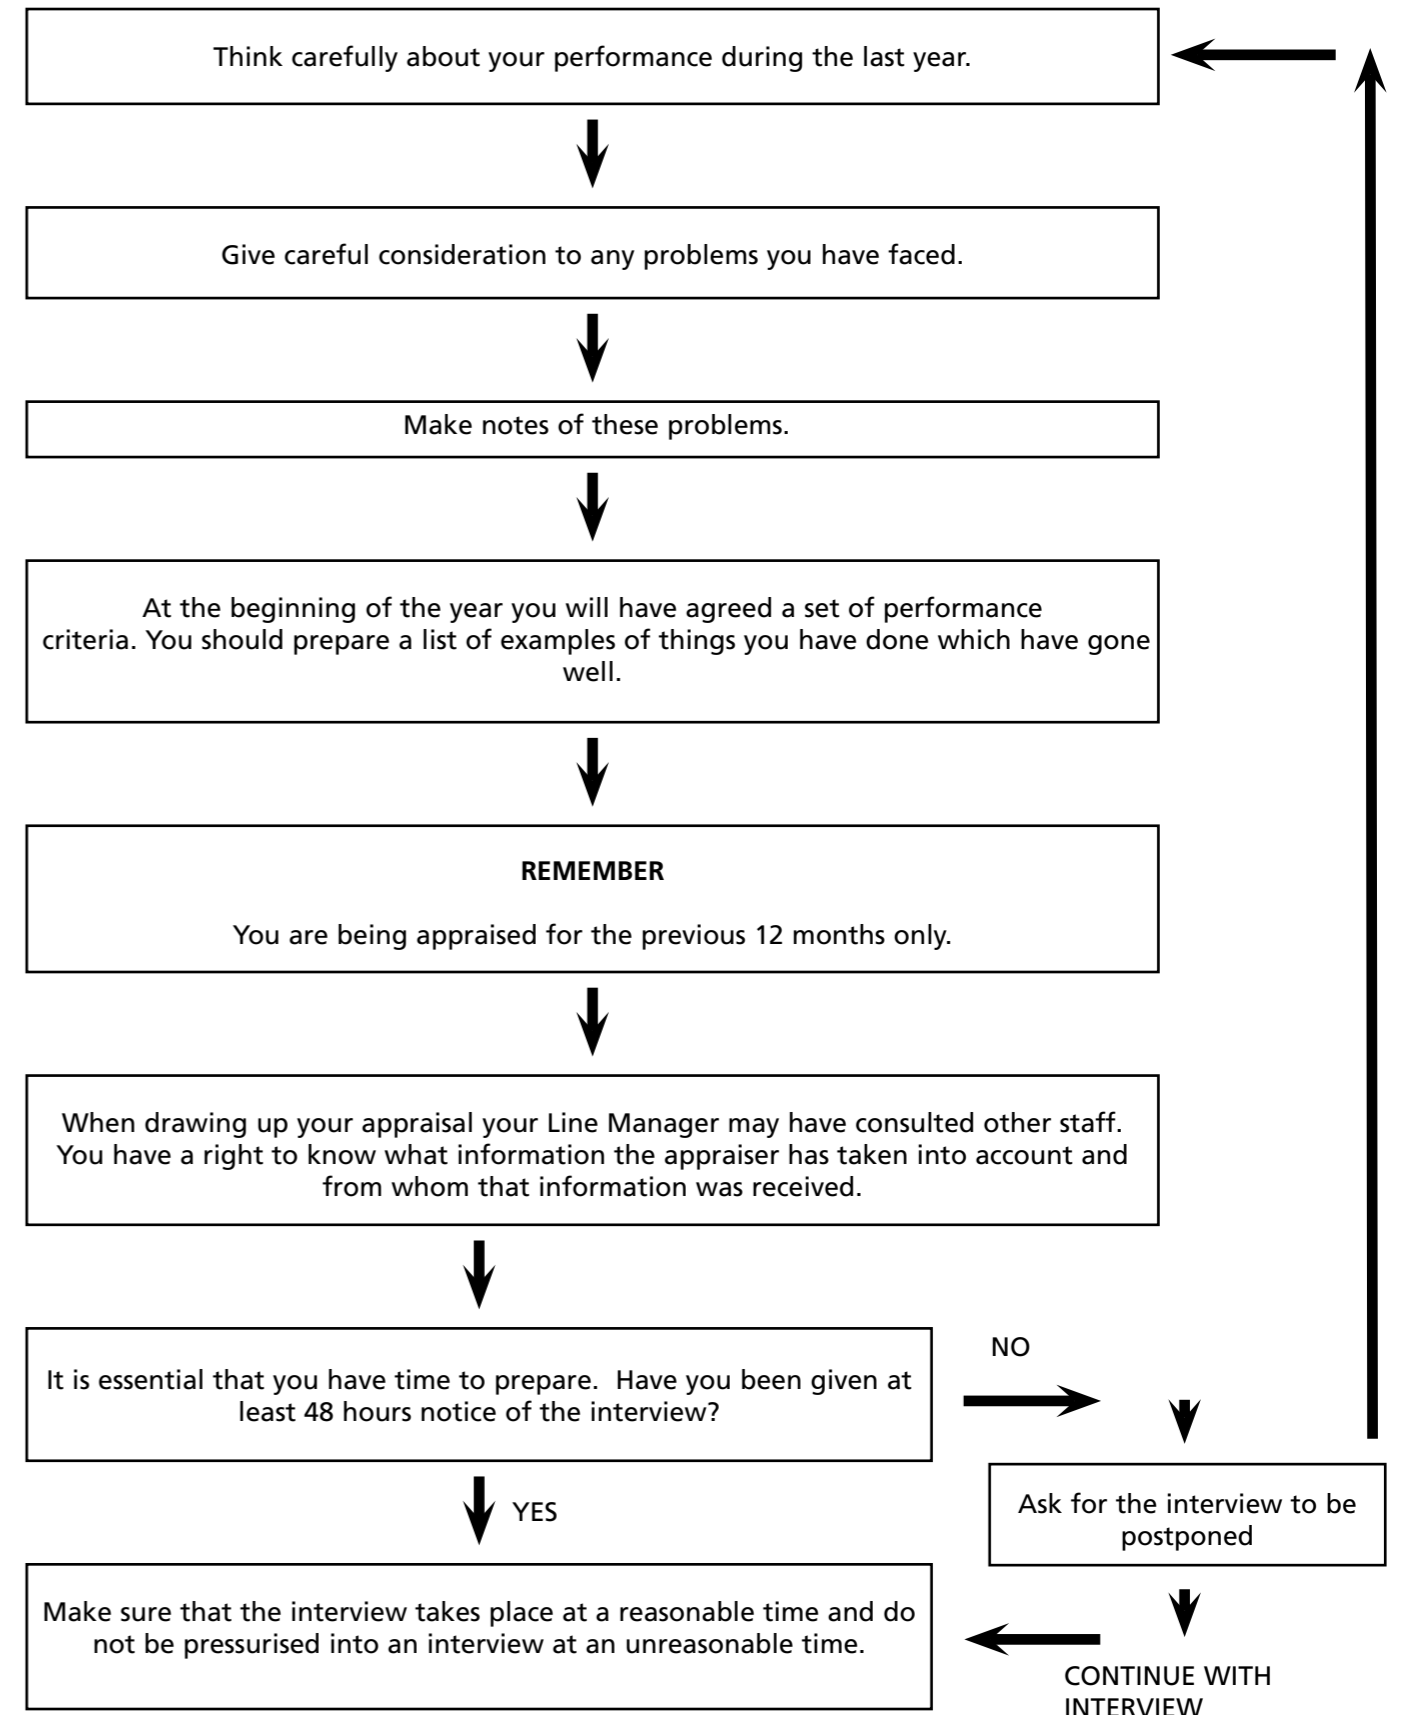 Think carefully about your performance during the last year.
Give careful consideration to any problems you have faced.
Make notes of these problems.
At the beginning of the year you will have agreed a set of performance
criteria. You should prepare a list of examples of things you have done which have gone
well.
REMEMBER
You are being appraised for the previous 12 months only.
When drawing up your appraisal your Line Manager may have consulted other staff.
You have a right to know what information the appraiser has taken into account and
from whom that information was received.
It is essential that you have time to prepare.  Have you been given at
least 48 hours notice of the interview?
NO
YES
Ask for the interview to be
postponed
Make sure that the interview takes place at a reasonable time and do
not be pressurised into an interview at an unreasonable time.
CONTINUE WITH
INTERVIEW